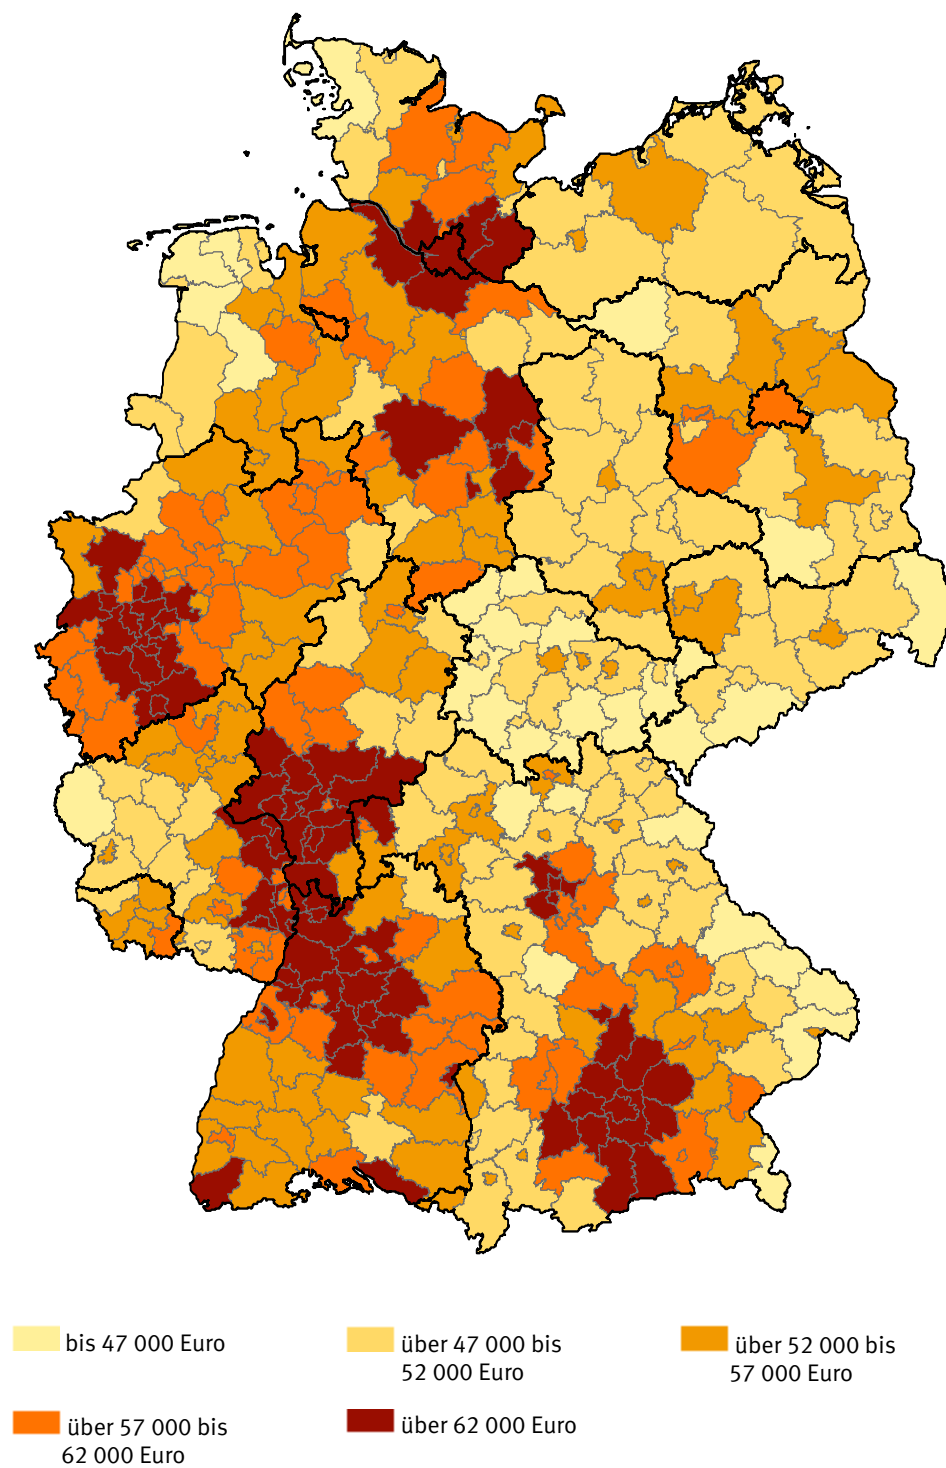 bis 47 000 Euro
über 47 000 bis
52 000 Euro
über 52 000 bis
57 000 Euro
über 57 000 bis
62 000 Euro
über 62 000 Euro